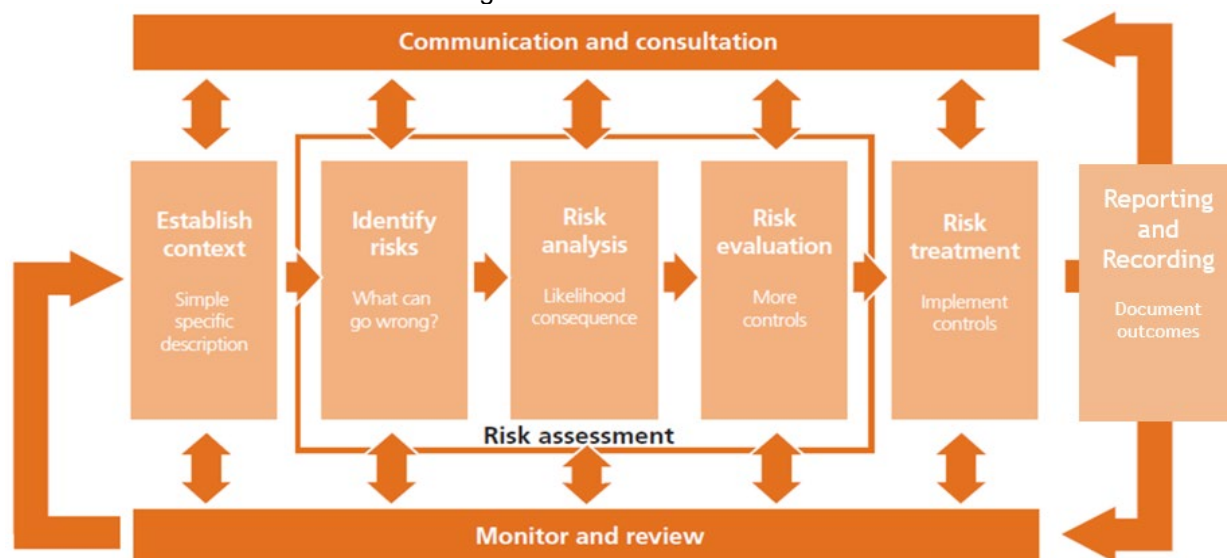 Communication and consultation
Establish
context
Simple
specific
description
Identify
risks
What can
go wrong?
Risk
analysis
Likelihood
consequence
Risk
evaluation
More
controls
Risk
treatment
Implement
controls
Reporting
and
Recording
Document
outcomes
Risk assessment
Monitor and review